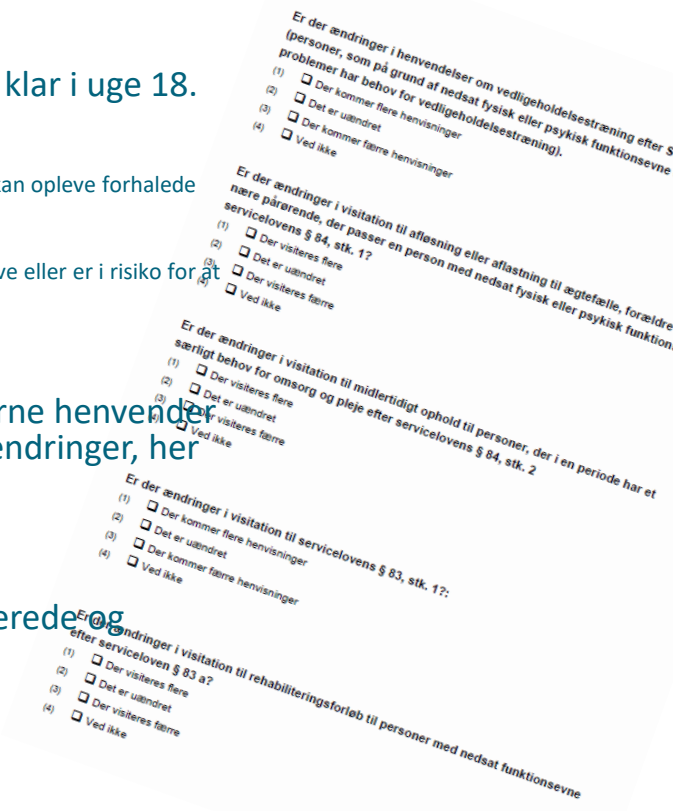 klar i uge 18.
kan opleve forhalede
ve eller er i risiko for at
rne henvender
endringer, her
erede og
Er der ændringer i henvendelser om vedligeholdelsestræning efter S
(personer, som på grund af nedsat fysisk eller psykisk funktionsevne
problemer har behov for vedligeholdelsestræning).
(1) ❑ Der kommer flere henvisninger
(2) ❑ Det er uændret
(3) ❑ Der kommer færre henvisninger
(4) ❑ Ved ikke
Er der ændringer i visitation til afløsning eller aflastning til ægtefælle, forældre
nære pårørende, der passer en person med nedsat fysisk eller psykisk funktion
servicelovens § 84, stk. 1?
(1) ❑ Der visiteres flere
(2) ❑ Det er uændret
(3) ❑ Der visiteres færre
❑ Ved ikke
Er der ændringer i visitation til midlertidigt ophold til personer, der i en periode har et
særligt behov for omsorg og pleje efter servicelovens § 84, stk. 2
(1) ❑ Der visiteres flere
(2) ❑ Det er uændret
(3) ❑ Der visiteres færre
❑ Ved ikke
Er der ændringer i visitation til servicelovens § 83, stk. 1?:
(1) ❑ Der kommer flere henvisninger
(2) ❑ Det er uændret
(3) ❑ Der kommer færre henvisninger
(4) ❑ Ved ikke
Er der ændringer i visitation til rehabiliteringsforløb til personer med nedsat funktionsevne
efter serviceloven § 83 a?
(1) ❑ Der visiteres flere
(2) ❑ Det er uændret
(3) ❑ Der visiteres færre
(4) ❑ Ved ikke